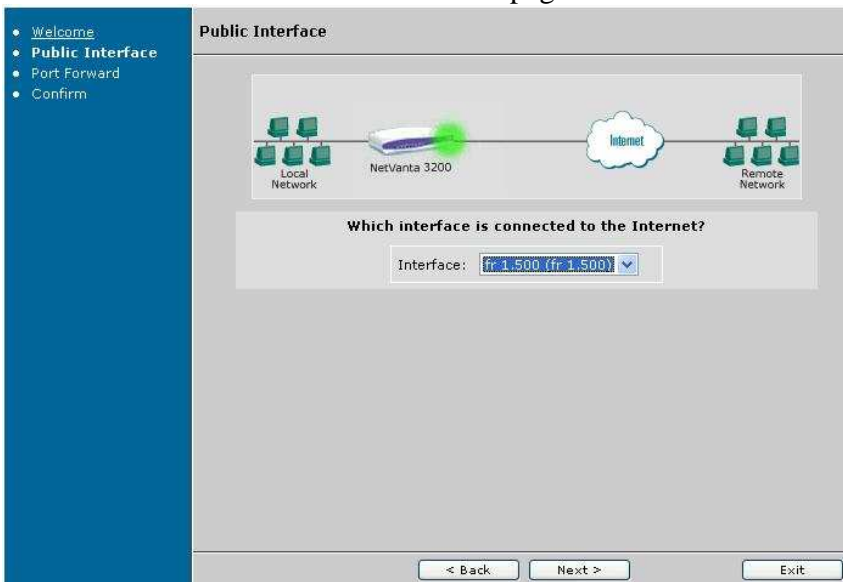 Welcome
Public Interface
Port Forward
Confirm
Public Interface
Local
Network
NetVanta 3200
Internet
Remote
Network
Which interface is connected to the Internet?
Interface: fr 1.500 (fr 1.500)
< Back Next > Exit